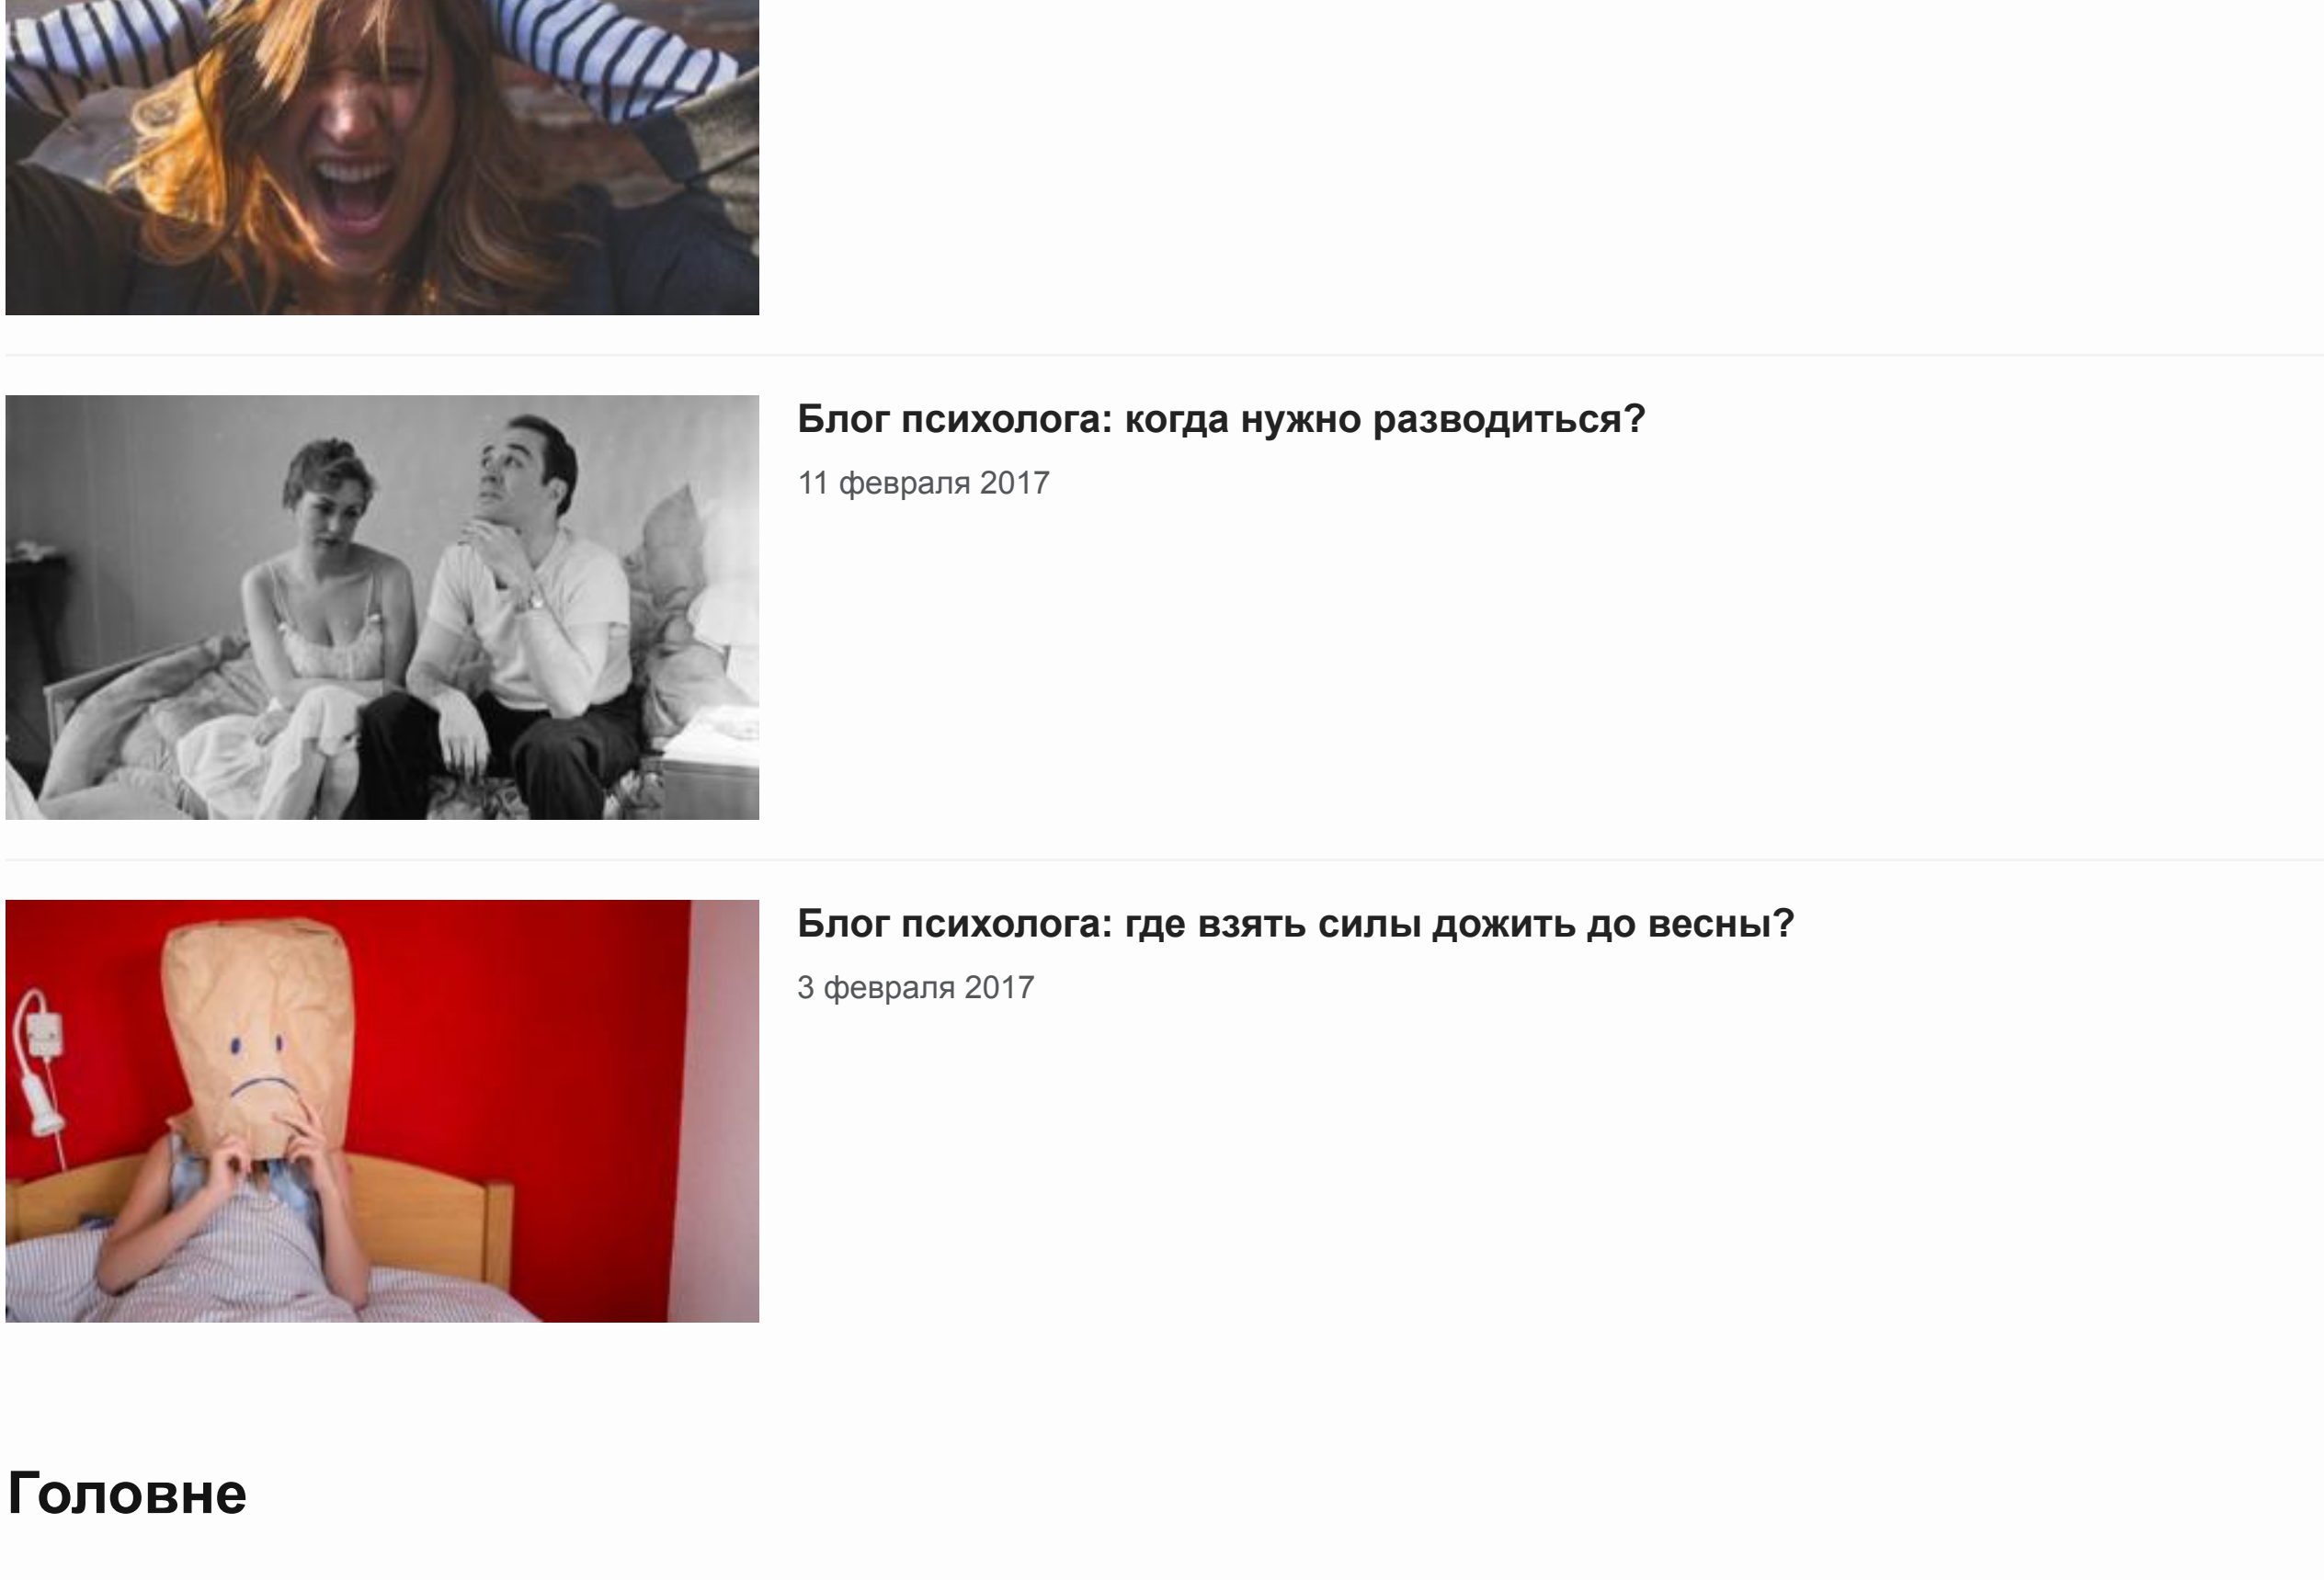 Блог психолога: когда нужно разводиться?
11 февраля 2017
Блог психолога: где взять силы дожить до весны?
3 февраля 2017
Головне